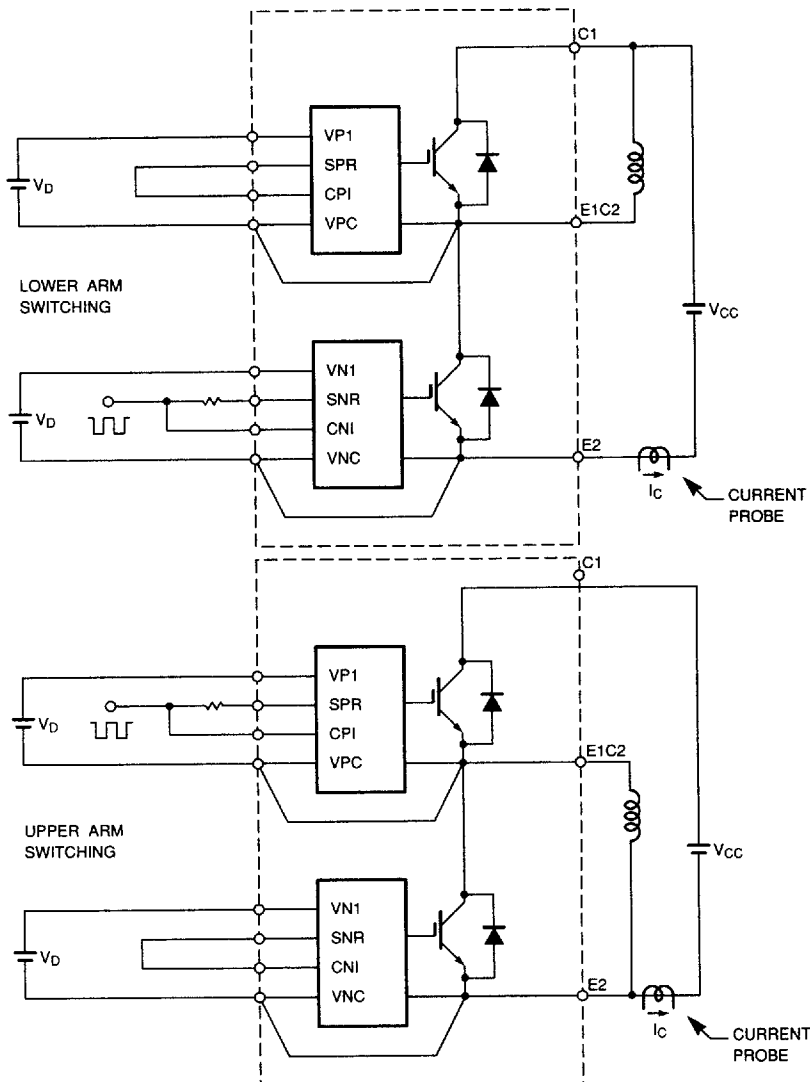 C1
VP1
SPR
VD
CPI
E1C2
VPC
LOWER ARM
SWITCHING
VCC
VN1
SNR
VD
CNI
E2
VNC
IC
CURRENT
PROBE
C1
VP1
SPR
VD
CPI
E1C2
VPC
UPPER ARM
SWITCHING
VCC
VN1
SNR
VD
CNI
E2
VNC
IC
CURRENT
PROBE